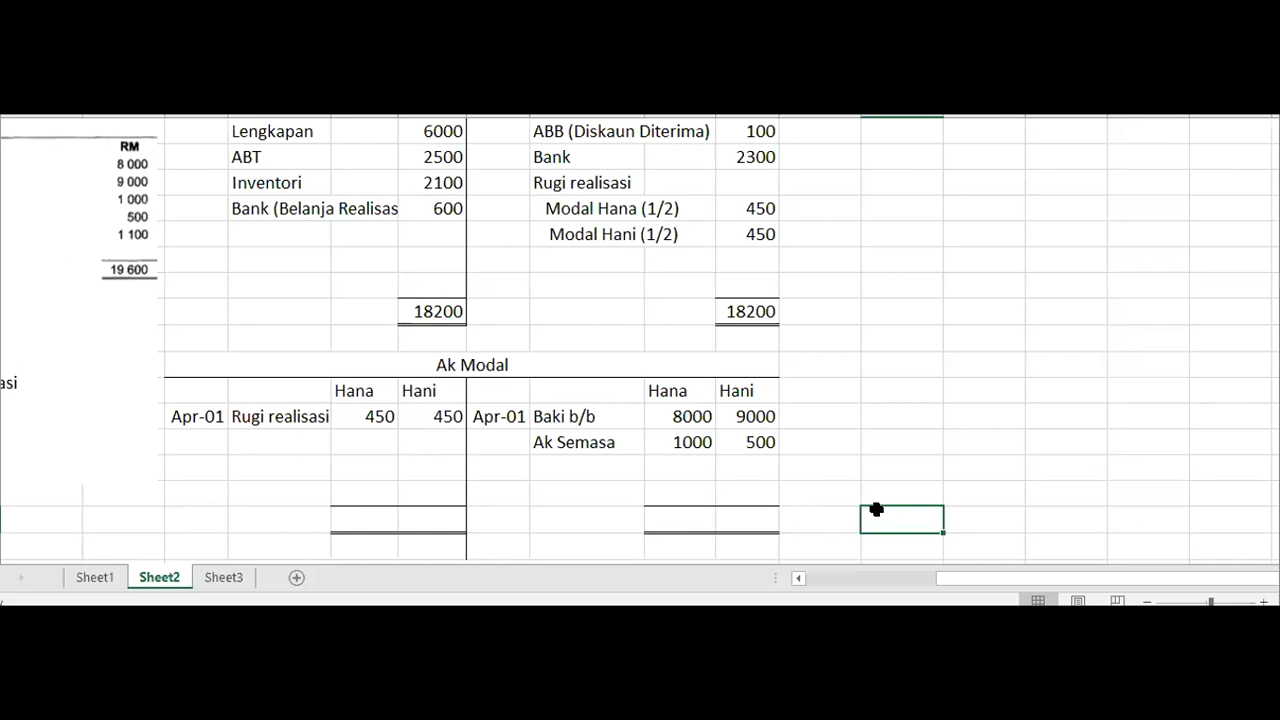 Lengkapan 6000 ABB (Diskaun Diterima) 100
RM
8 000 ABT 2500 Bank 2300
9 000 Inventori 2100 Rugi realisasi
1 000 Bank (Belanja Realisas 600 Modal Hana (1/2) 450
500
1 100 Modal Hani (1/2) 450
19 600
18200 18200
Ak Modal
asi
Hana Hani Hana Hani
Apr-01 Rugi realisasi 450 450 Apr-01 Baki b/b 8000 9000
Ak Semasa 1000 500
Sheet1 Sheet2 Sheet3